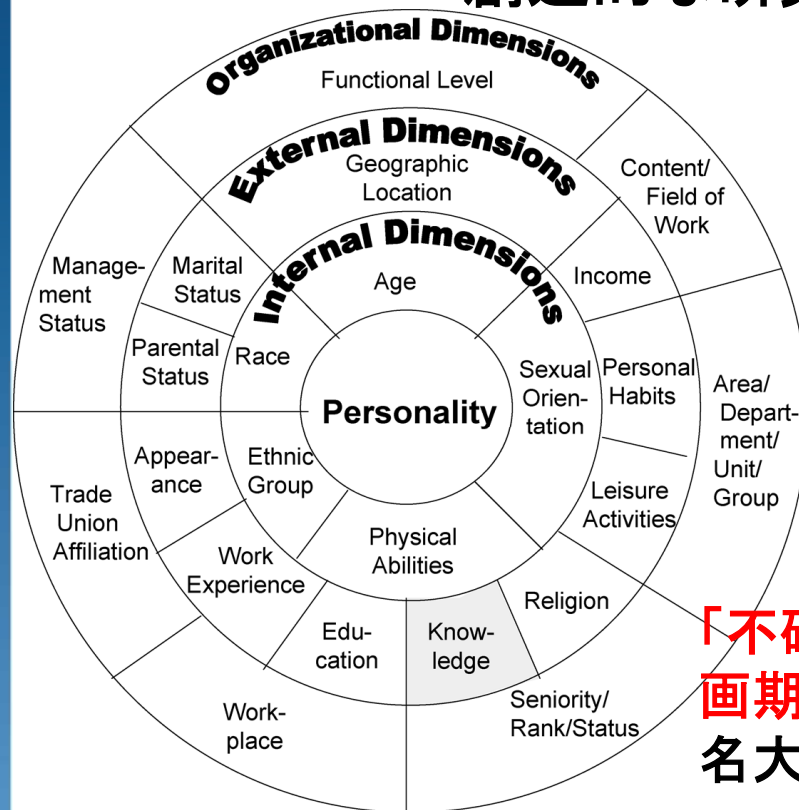 Organizational Dimensions
Functional Level
External Dimensions
Geographic
Location
Internal Dimensions
Age
Personality
Content/
Field of
Work
Income
Manage-
ment
Status
Marital
Status
Parental
Status
Race
Sexual
Orien-
tation
Personal
Habits
Area/
Depart-
ment/
Unit/
Group
Appear-
ance
Ethnic
Group
Leisure
Activities
Trade
Union
Affiliation
Work
Experience
Physical
Abilities
Religion
Edu-
cation
Know-
ledge
Seniority/
Rank/Status
Work-
place
「不
画期
名大